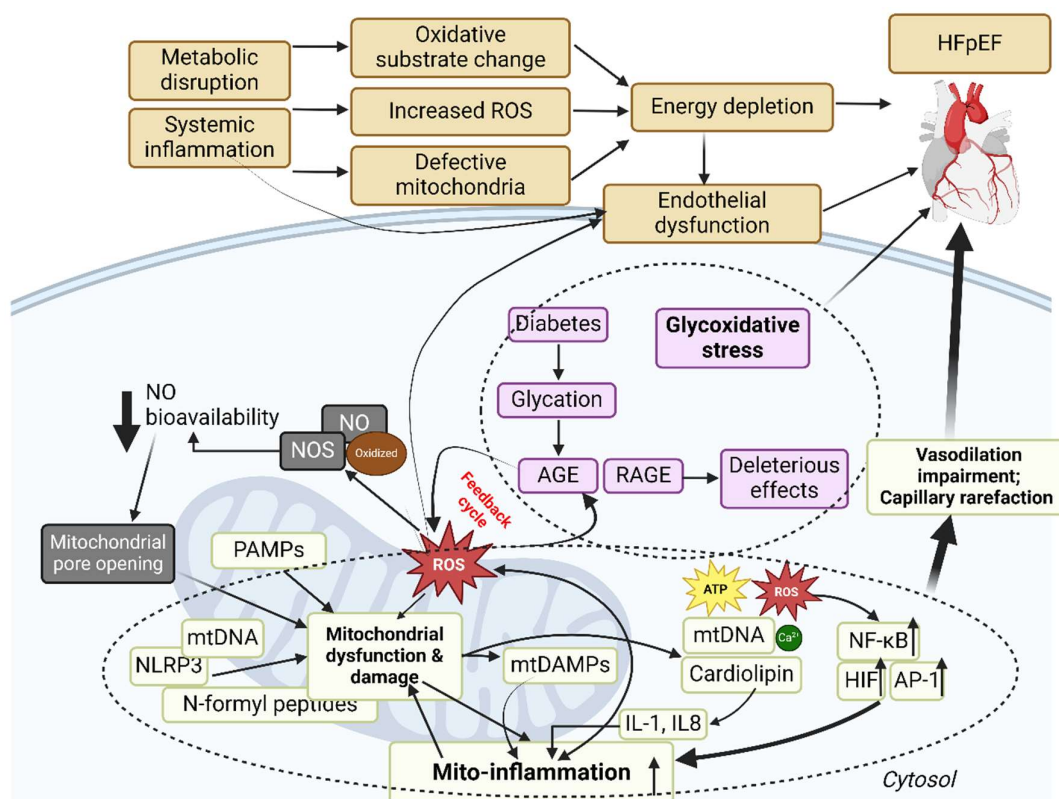 Metabolic
disruption
Systemic
inflammation
Oxidative
substrate change
Increased ROS
Defective
mitochondria
Energy depletion
Endothelial
dysfunction
HFpEF
Diabetes
Glycation
AGE
RAGE
Deleterious
effects
Glycoxidative
stress
NO
bioavailability
NO
NOS
Oxidized
Feedback
cycle
ROS
Mitochondrial
pore opening
PAMPs
mtDNA
NLRP3
N-formyl peptides
Mitochondrial
dysfunction &
damage
mtDAMPs
ATP
ROS
mtDNA
Ca²⁺
Cardiolipin
IL-1, IL8
NF-κB
HIF
AP-1
Vasodilation
impairment;
Capillary rarefaction
Mito-inflammation
Cytosol